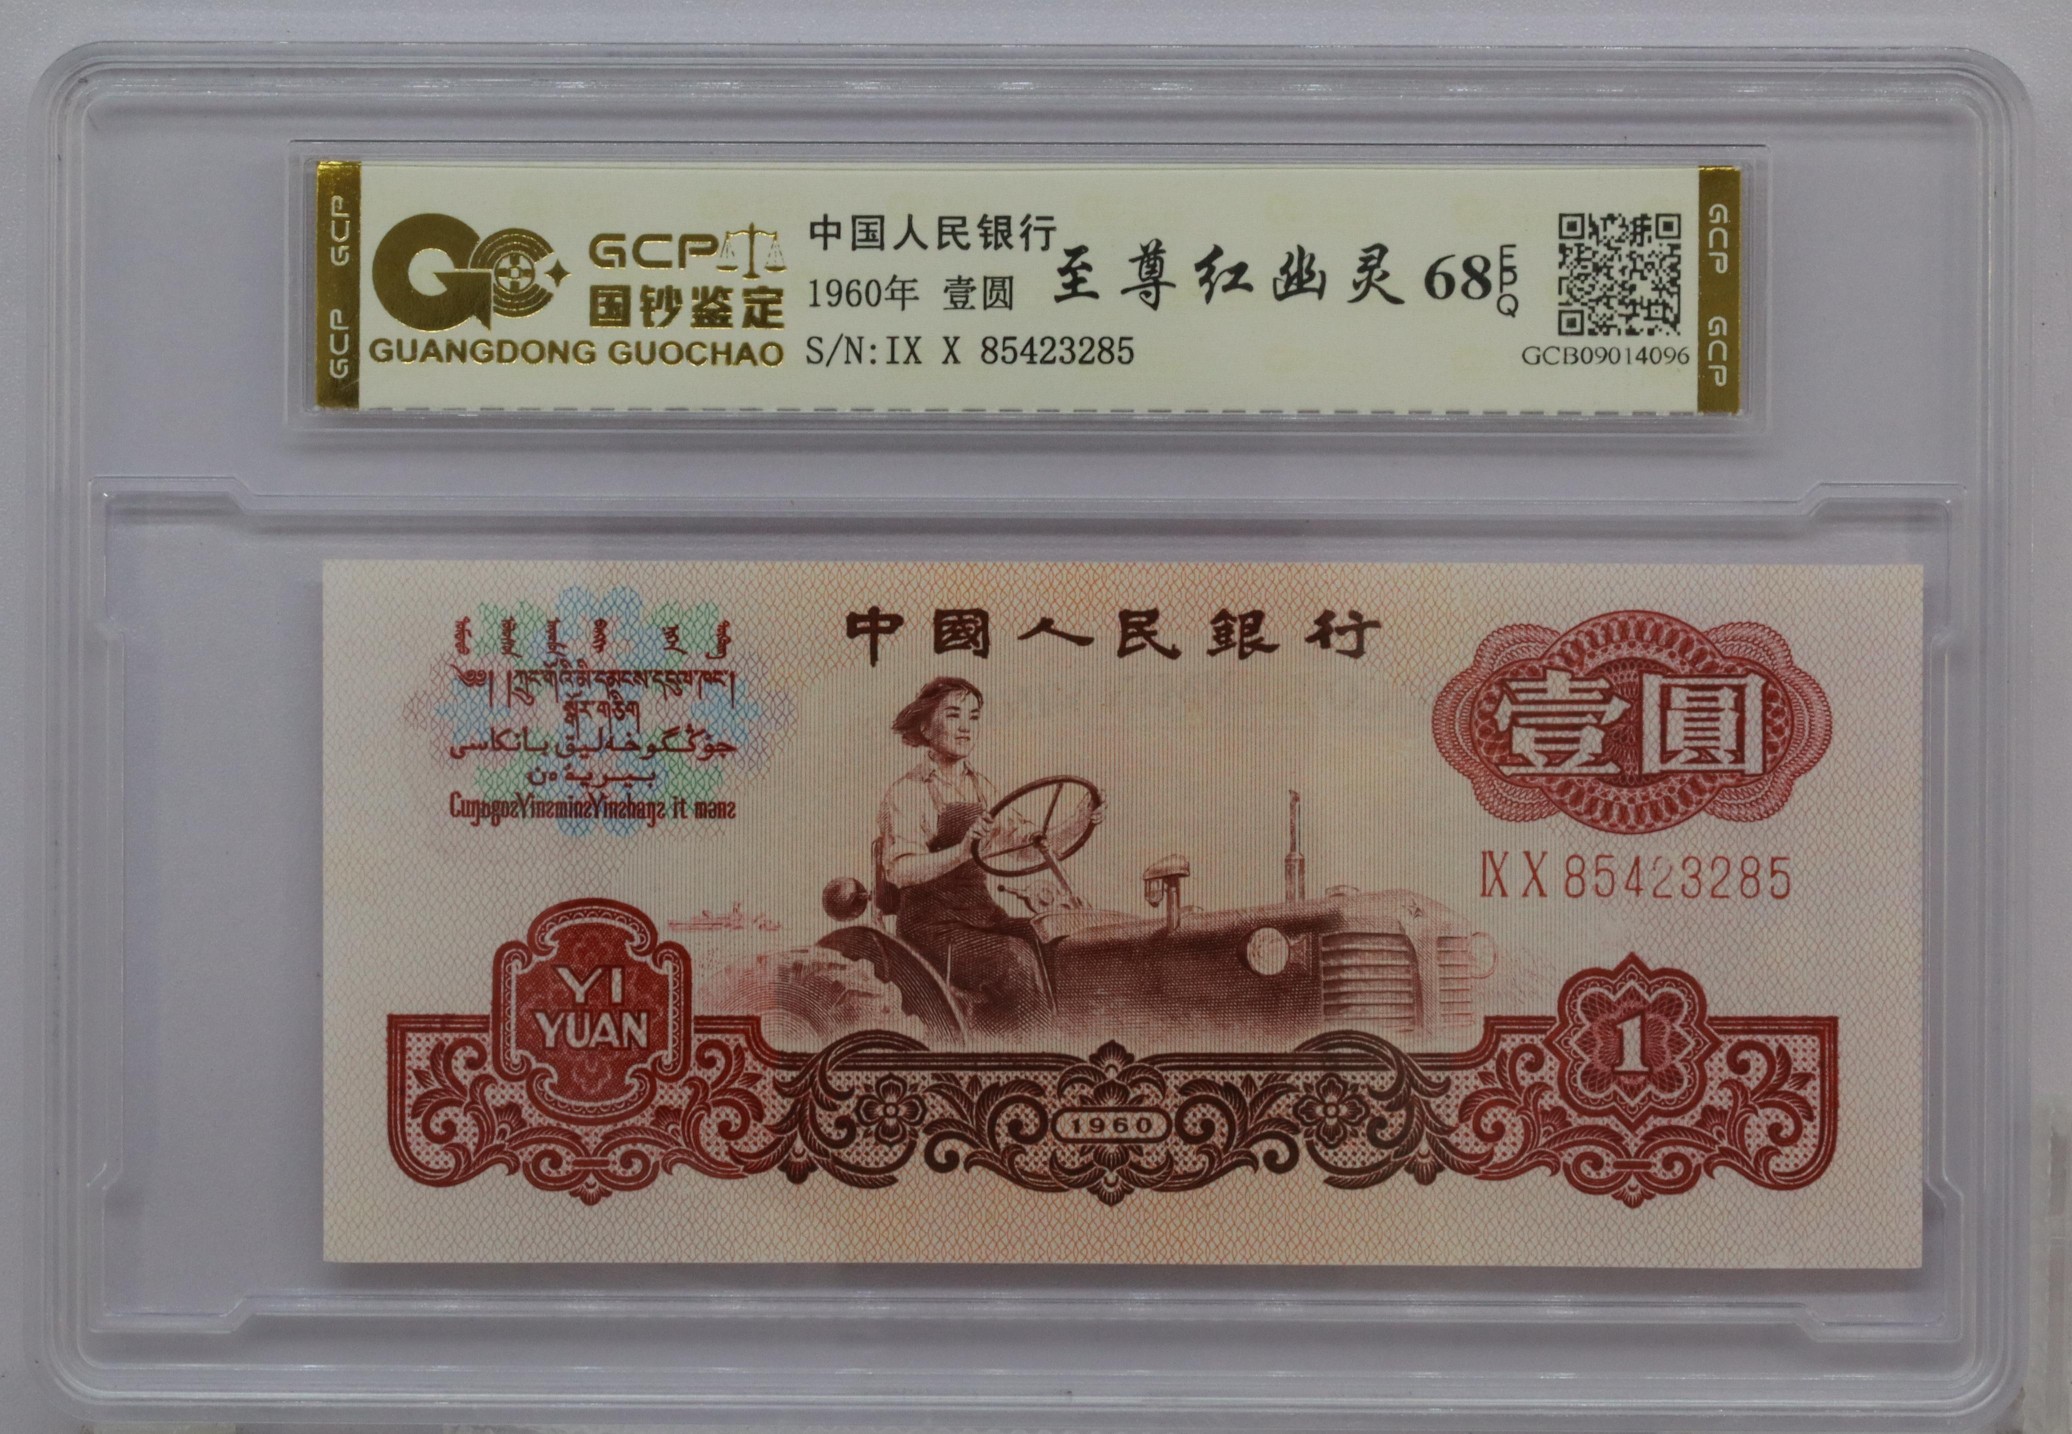 GCP
GCP
GCP
国钞鉴定
GUANGDONG GUOCHAO
中国人民银行
1960年 壹圆
S/N:IX X 85423285
至尊红幽灵 68 EPQ
GCB09014096
GCP
GCP
中國人民銀行
壹圓
IX X 85423285
YI
YUAN
1960
1